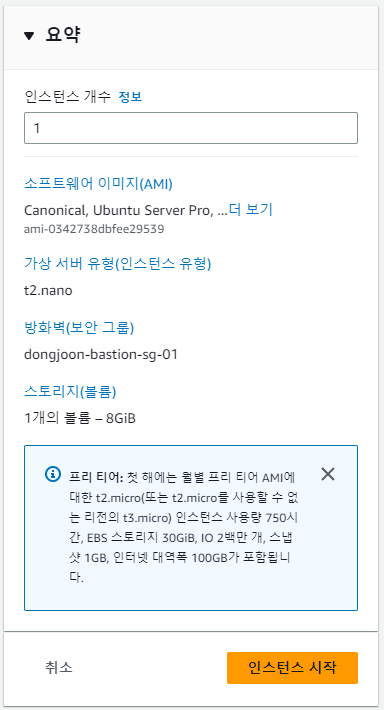 요약
인스턴스 개수 정보
1
소프트웨어 이미지(AMI)
Canonical, Ubuntu Server Pro, ...더 보기
ami-0342738dbfee29539
가상 서버 유형(인스턴스 유형)
t2.nano
방화벽(보안 그룹)
dongjoon-bastion-sg-01
스토리지(볼륨)
1개의 볼륨 – 8GiB
프리 티어: 첫 해에는 월별 프리 티어 AMI에
대한 t2.micro(또는 t2.micro를 사용할 수 없
는 리전의 t3.micro) 인스턴스 사용량 750시
간, EBS 스토리지 30GiB, IO 2백만 개, 스냅
샷 1GB, 인터넷 대역폭 100GB가 포함됩니
다.
취소
인스턴스 시작